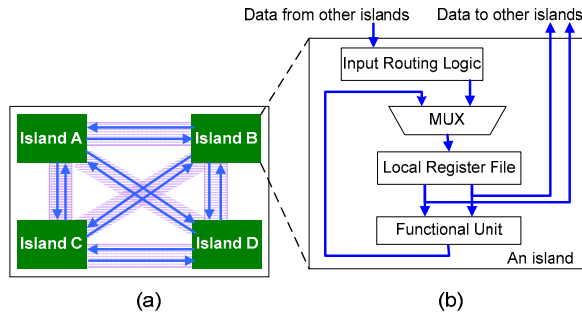 Data from other islands
Data to other islands
Input Routing Logic
MUX
Local Register File
Functional Unit
An island
Island A
Island B
Island C
Island D
(a)
(b)